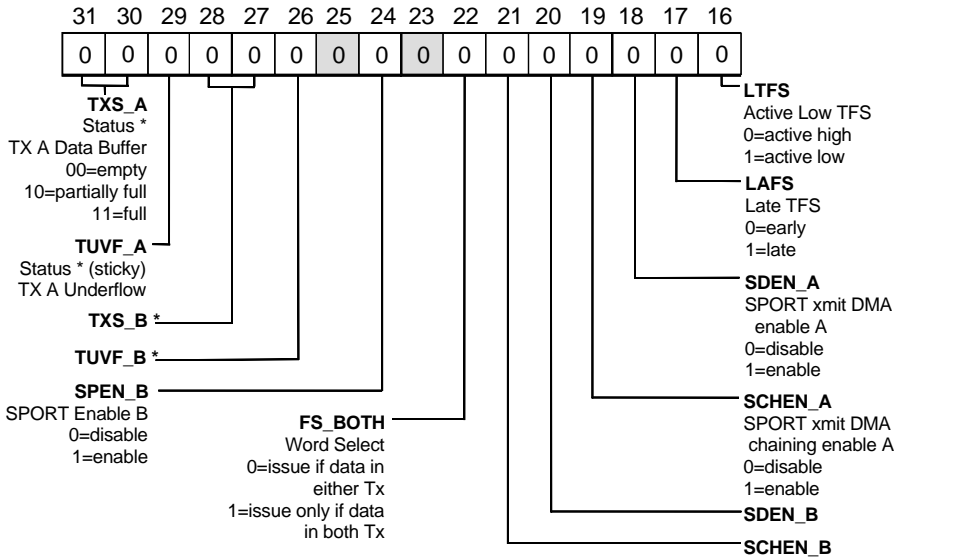 31 30 29 28 27 26 25 24 23 22 21 20 19 18 17 16
0 0 0 0 0 0 0 0 0 0 0 0 0 0 0 0
TXS_A
Status *
TX A Data Buffer
00=empty
10=partially full
11=full
TUVF_A
Status * (sticky)
TX A Underflow
TXS_B *
TUVF_B *
SPEN_B
SPORT Enable B
0=disable
1=enable
FS_BOTH
Word Select
0=issue if data in
either Tx
1=issue only if data
in both Tx
LTFS
Active Low TFS
0=active high
1=active low
LAFS
Late TFS
0=early
1=late
SDEN_A
SPORT xmit DMA
enable A
0=disable
1=enable
SCHEN_A
SPORT xmit DMA
chaining enable A
0=disable
1=enable
SDEN_B
SCHEN_B